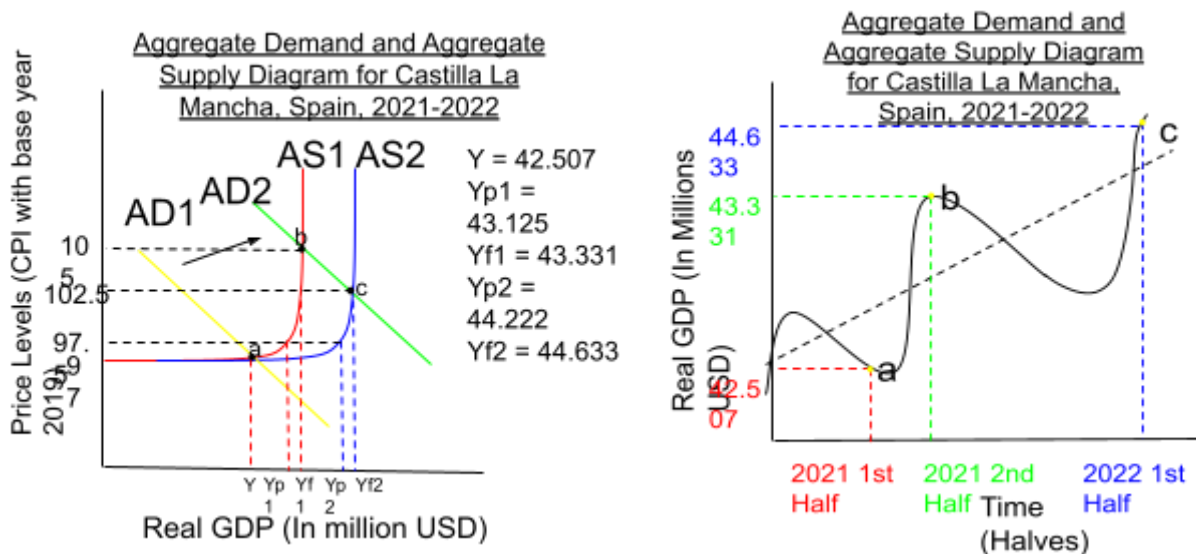 Aggregate Demand and Aggregate
Supply Diagram for Castilla La
Mancha, Spain, 2021-2022
Price Levels (CPI with base year
2019)
AS1 AS2
AD2
AD1
10
5
102.5
97.
59
7
a
b
c
Y = 42.507
Yp1 =
43.125
Yf1 = 43.331
Yp2 =
44.222
Yf2 = 44.633
Y Yp Yf Yp Yf2
1 1 2
Real GDP (In million USD)
Aggregate Demand and
Aggregate Supply Diagram
for Castilla La Mancha,
Spain, 2021-2022
Real GDP (In Millions
USD)
44.6
33
43.3
31
42.5
07
a
b
c
2021 1st
Half
2021 2nd
Half
2022 1st
Half
Time
(Halves)